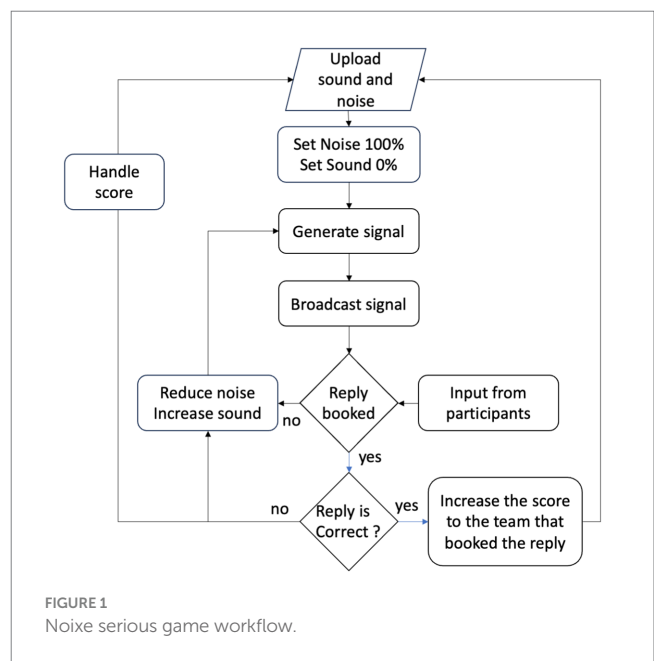 Upload
sound and
noise
Set Noise 100%
Set Sound 0%
Handle
score
Generate signal
Broadcast signal
Reduce noise
Increase sound
no
Reply
booked
Input from
participants
yes
no
Reply is
Correct ?
yes
Increase the score
to the team that
booked the reply
FIGURE 1
Noixe serious game workflow.